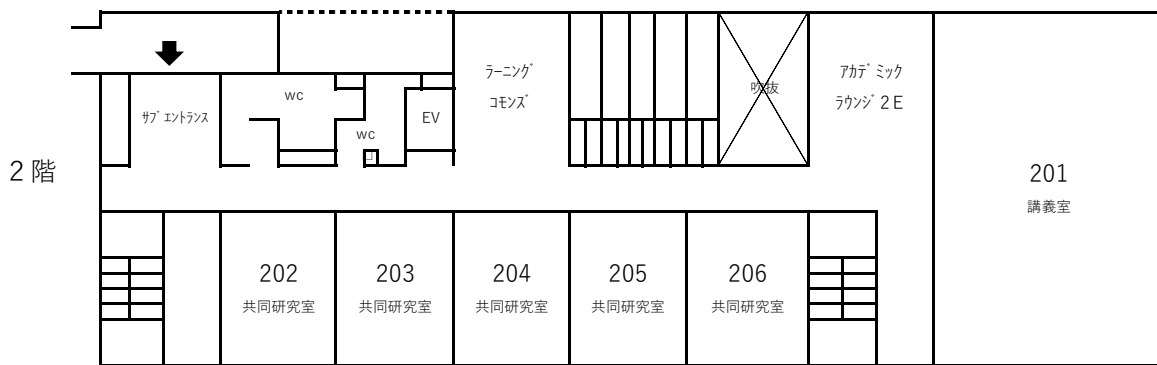 ﾗｰﾆﾝｸﾞ
ｺﾓﾝｽﾞ
吹抜
ｱｶﾃﾞﾐｯｸ
ﾗｳﾝｼﾞ2E
ｻﾌﾞｴﾝﾄﾗﾝｽ
wc
wc
EV
2階
201
講義室
202
共同研究室
203
共同研究室
204
共同研究室
205
共同研究室
206
共同研究室